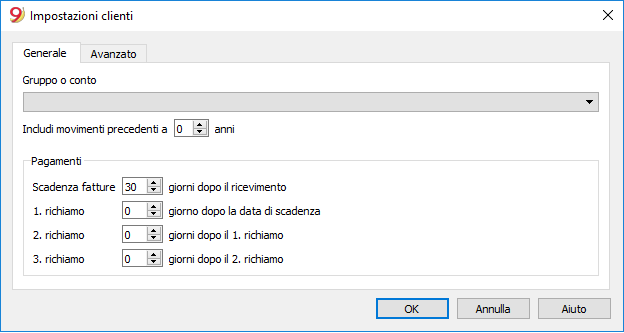 9 Impostazioni clienti
Generale Avanzato
Gruppo o conto
Includi movimenti precedenti a 0 anni
Pagamenti
Scadenza fatture 30 giorni dopo il ricevimento
1. richiamo 0 giorno dopo la data di scadenza
2. richiamo 0 giorni dopo il 1. richiamo
3. richiamo 0 giorni dopo il 2. richiamo
OK Annulla Aiuto